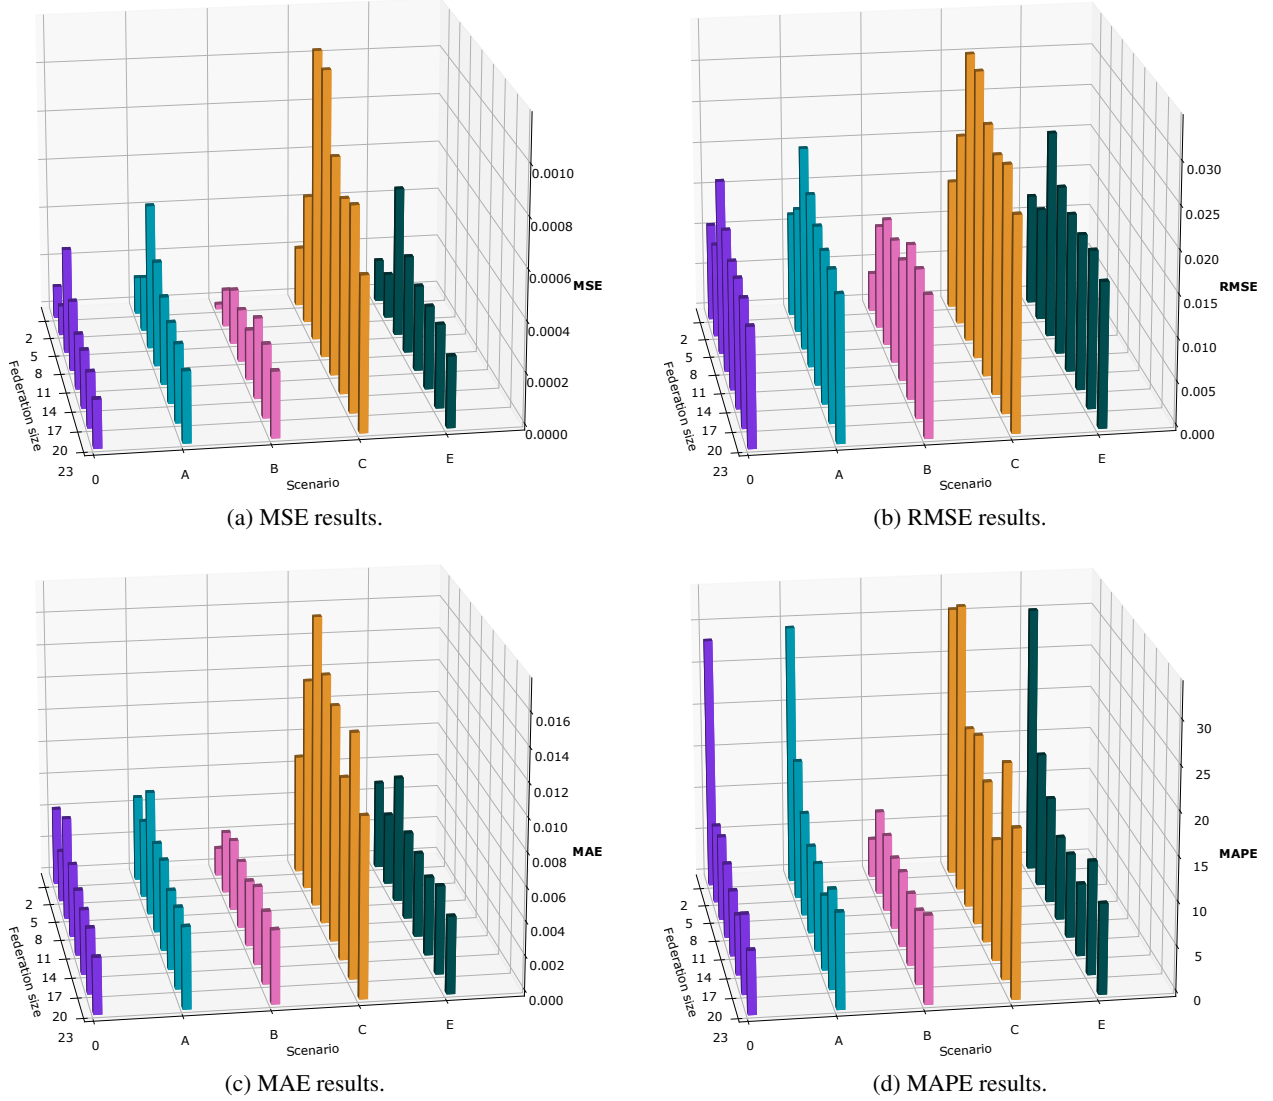 0.0010
0.0008
0.0006
MSE
0.0004
0.0002
0.0000
2
5
8
11
14
17
20
23
Federation size
0
A
B
C
E
Scenario
(a) MSE results.
0.030
0.025
0.020
RMSE
0.015
0.010
0.005
0.000
2
5
8
11
14
17
20
23
Federation size
0
A
B
C
E
Scenario
(b) RMSE results.
0.016
0.014
0.012
0.010
MAE
0.008
0.006
0.004
0.002
0.000
2
5
8
11
14
17
20
23
Federation size
0
A
B
C
E
Scenario
(c) MAE results.
30
25
20
MAPE
15
10
5
0
2
5
8
11
14
17
20
23
Federation size
0
A
B
C
E
Scenario
(d) MAPE results.